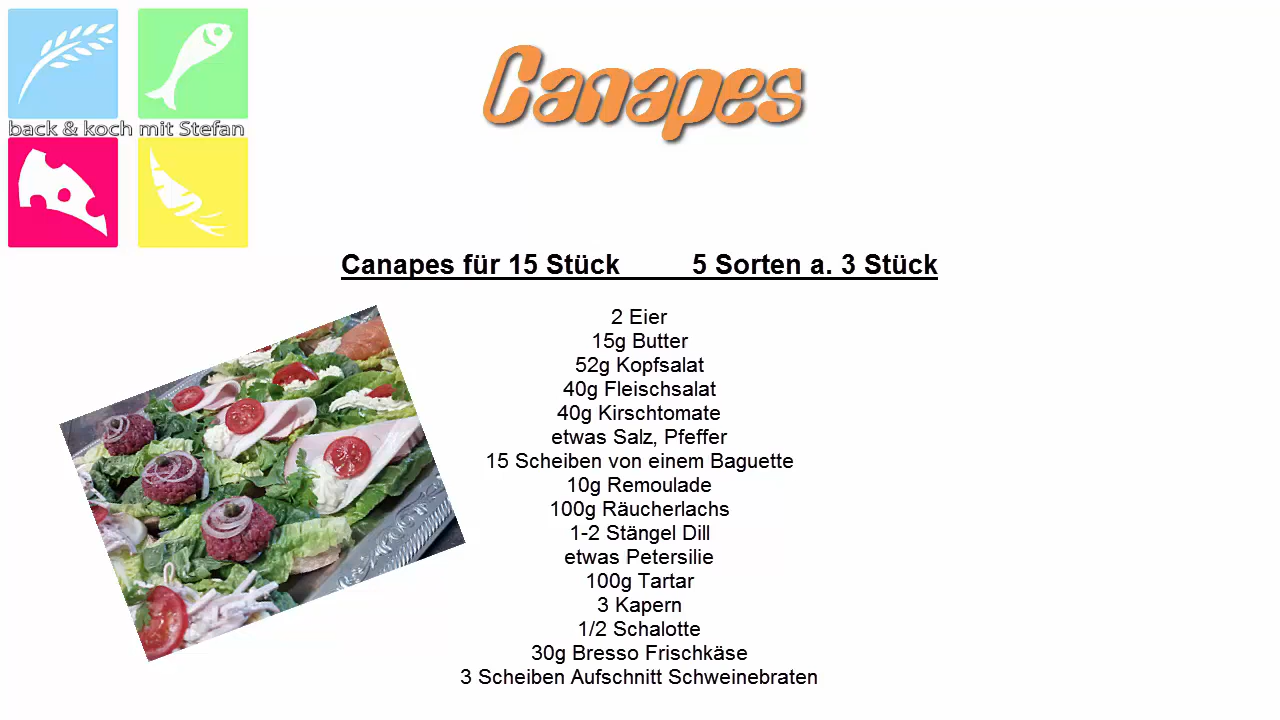 Canapes
back & koch mit Stefan
Canapes für 15 Stück 5 Sorten a. 3 Stück
2 Eier
15g Butter
52g Kopfsalat
40g Fleischsalat
40g Kirschtomate
etwas Salz, Pfeffer
15 Scheiben von einem Baguette
10g Remoulade
100g Räucherlachs
1-2 Stängel Dill
etwas Petersilie
100g Tartar
3 Kapern
1/2 Schalotte
30g Bresso Frischkäse
3 Scheiben Aufschnitt Schweinebraten